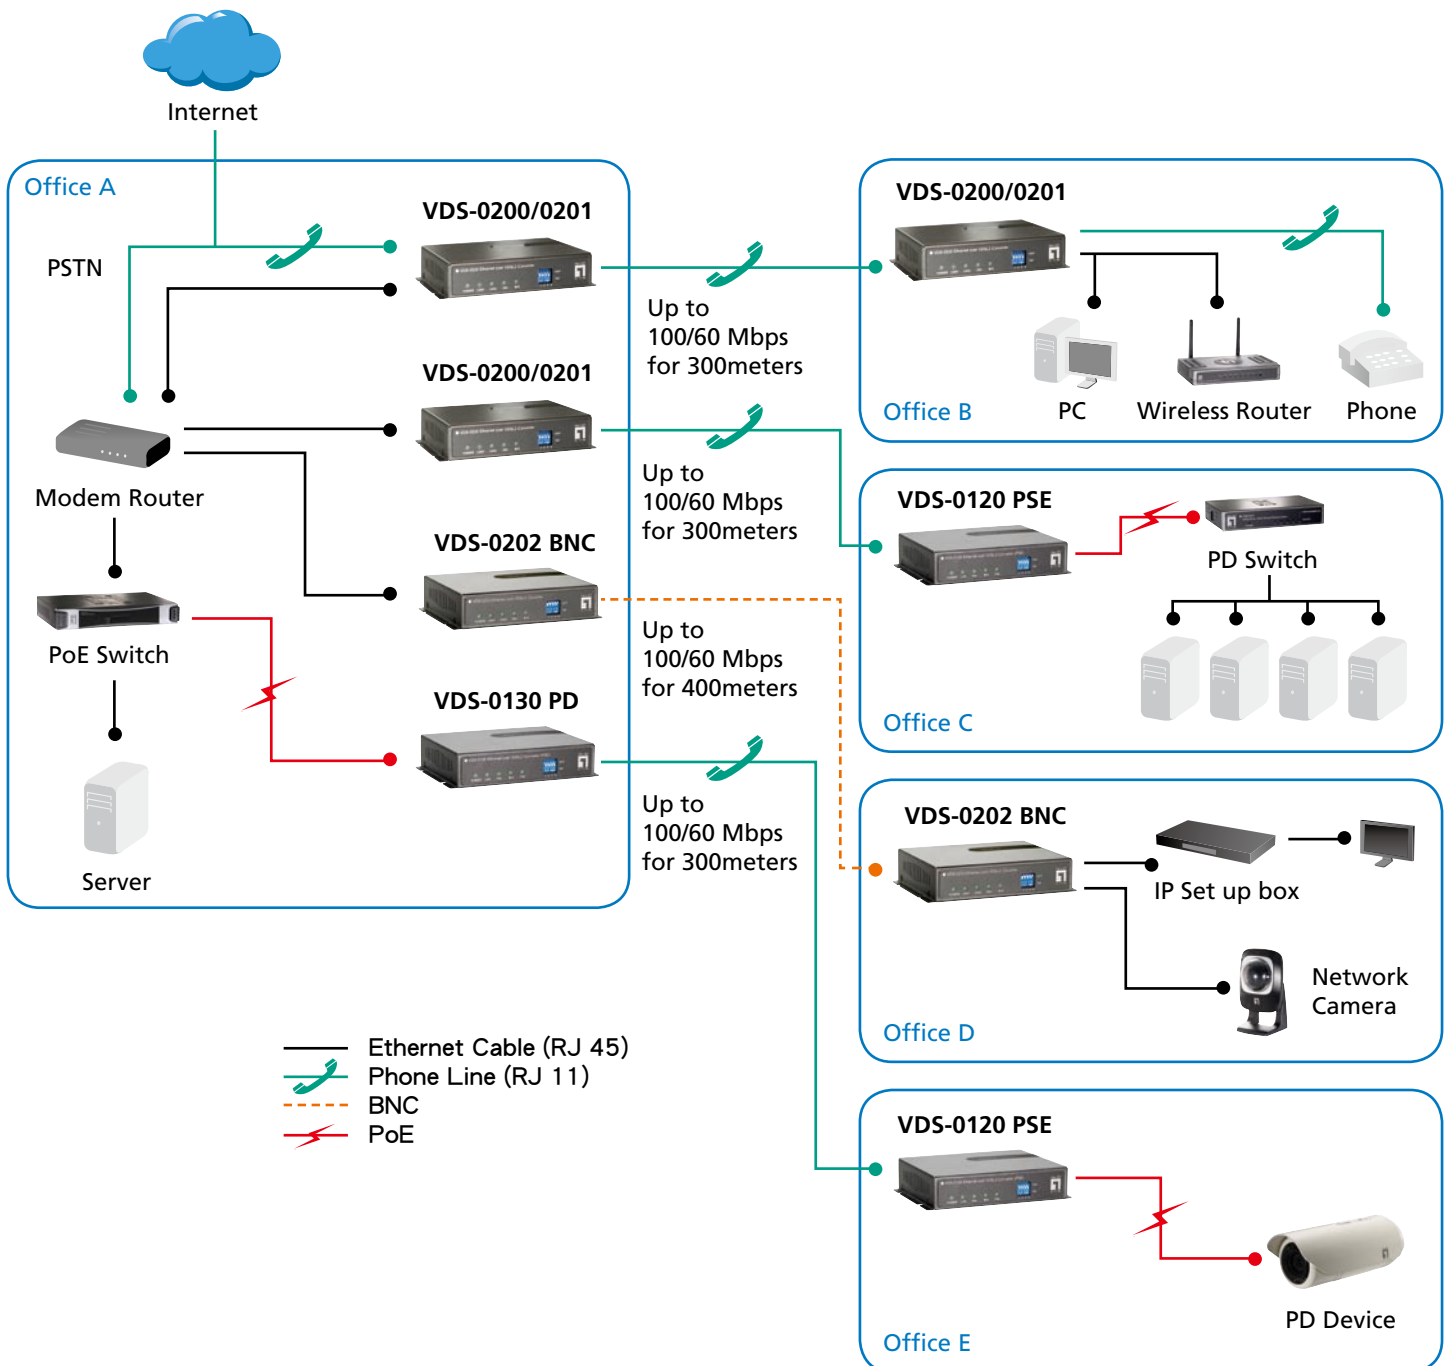 Internet
Office A
PSTN
VDS-0200/0201
Up to
100/60 Mbps
for 300meters
VDS-0200/0201
PC
Wireless Router
Phone
Office B
VDS-0200/0201
Modem Router
Up to
100/60 Mbps
for 300meters
VDS-0120 PSE
PD Switch
Office C
VDS-0202 BNC
PoE Switch
Up to
100/60 Mbps
for 400meters
VDS-0130 PD
Server
Up to
100/60 Mbps
for 300meters
VDS-0202 BNC
IP Set up box
Network
Camera
Office D
Ethernet Cable (RJ 45)
Phone Line (RJ 11)
BNC
PoE
VDS-0120 PSE
PD Device
Office E